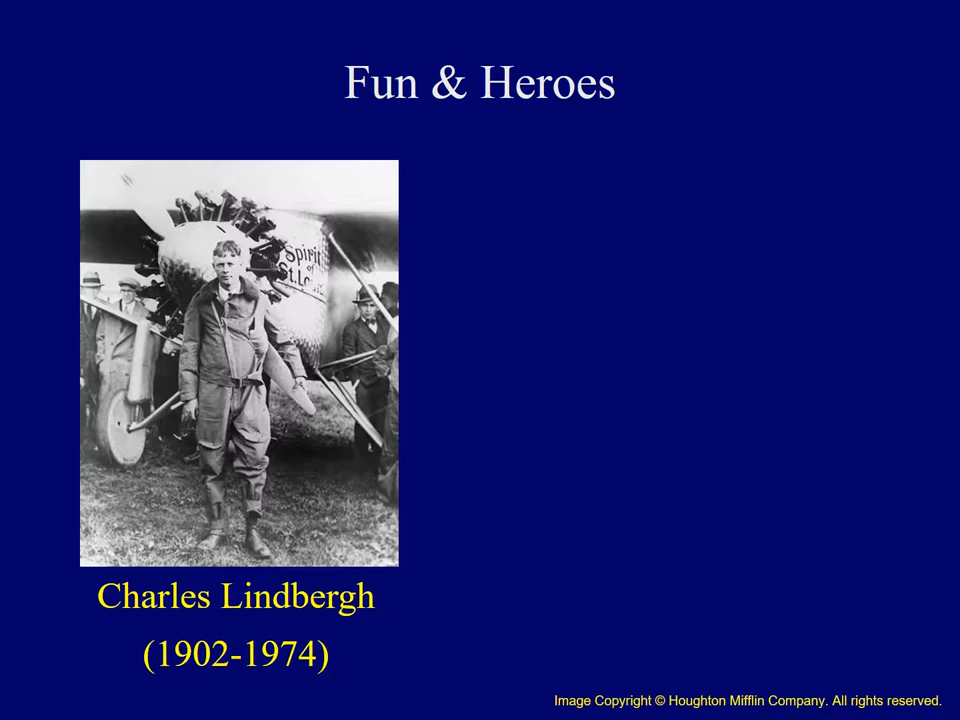 Fun & Heroes
Spirit
of
St. Louis
Charles Lindbergh
(1902-1974)
Image Copyright © Houghton Mifflin Company. All rights reserved.